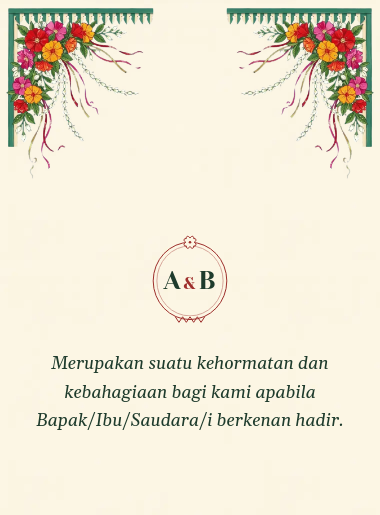 A&B
Merupakan suatu kehormatan dan
kebahagiaan bagi kami apabila
Bapak/Ibu/Saudara/i berkenan hadir.